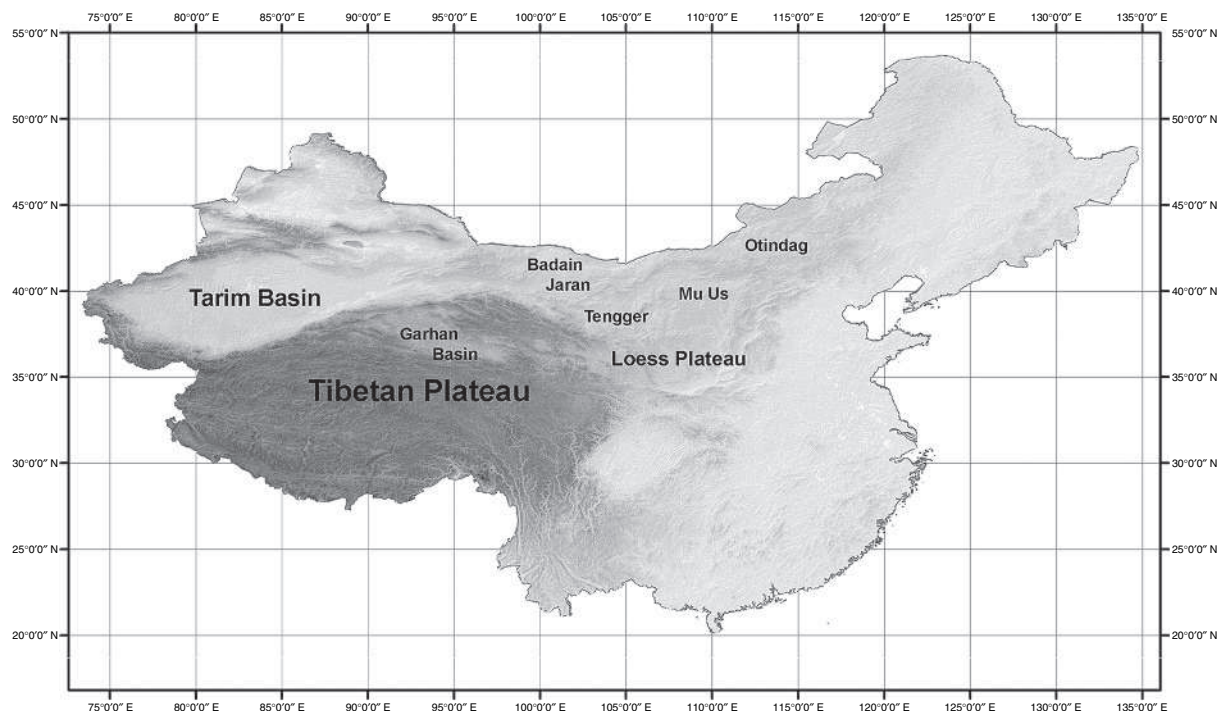 75°0′0″ E 80°0′0″ E 85°0′0″ E 90°0′0″ E 95°0′0″ E 100°0′0″ E 105°0′0″ E 110°0′0″ E 115°0′0″ E 120°0′0″ E 125°0′0″ E 130°0′0″ E 135°0′0″ E
55°0′0″ N 55°0′0″ N
50°0′0″ N 50°0′0″ N
45°0′0″ N 45°0′0″ N
Otindag
Badain
Jaran
40°0′0″ N Tarim Basin Mu Us 40°0′0″ N
Tengger
Garhan
Basin
Loess Plateau
35°0′0″ N 35°0′0″ N
Tibetan Plateau
30°0′0″ N 30°0′0″ N
25°0′0″ N 25°0′0″ N
20°0′0″ N 20°0′0″ N
75°0′0″ E 80°0′0″ E 85°0′0″ E 90°0′0″ E 95°0′0″ E 100°0′0″ E 105°0′0″ E 110°0′0″ E 115°0′0″ E 120°0′0″ E 125°0′0″ E 130°0′0″ E 135°0′0″ E